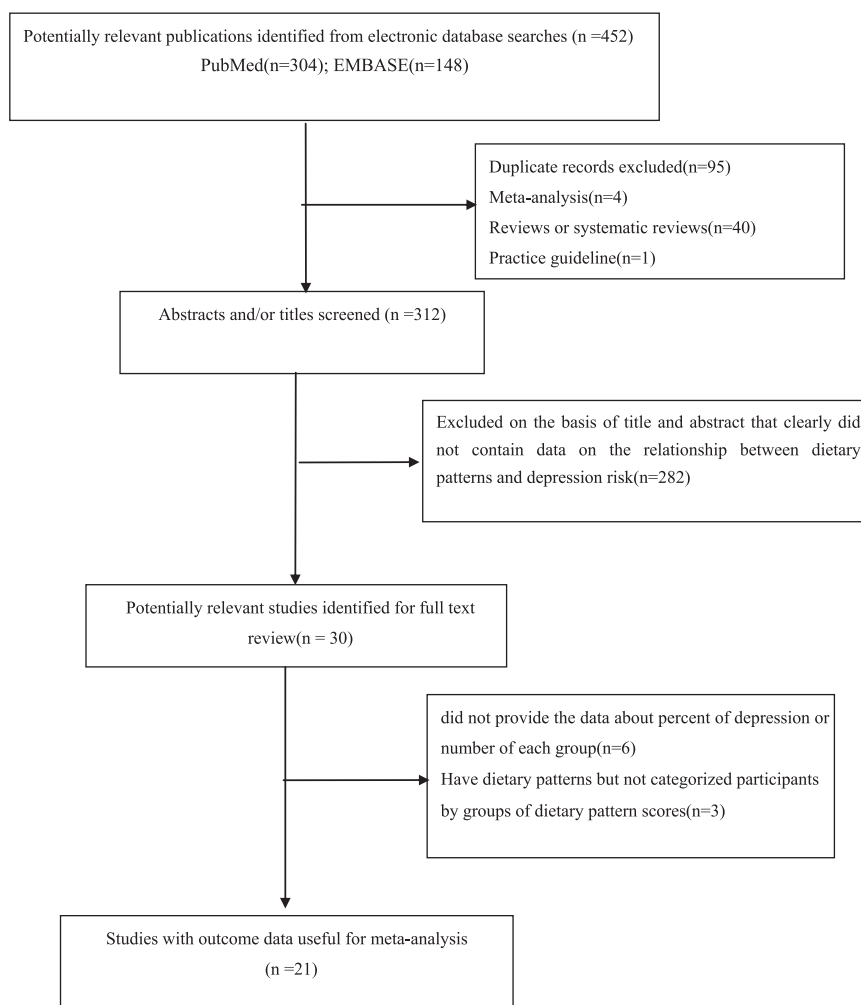 Potentially relevant publications identified from electronic database searches (n =452)
PubMed(n=304); EMBASE(n=148)
Duplicate records excluded(n=95)
Meta-analysis(n=4)
Reviews or systematic reviews(n=40)
Practice guideline(n=1)
Abstracts and/or titles screened (n =312)
Excluded on the basis of title and abstract that clearly did
not contain data on the relationship between dietary
patterns and depression risk(n=282)
Potentially relevant studies identified for full text
review(n = 30)
did not provide the data about percent of depression or
number of each group(n=6)
Have dietary patterns but not categorized participants
by groups of dietary pattern scores(n=3)
Studies with outcome data useful for meta-analysis
(n =21)